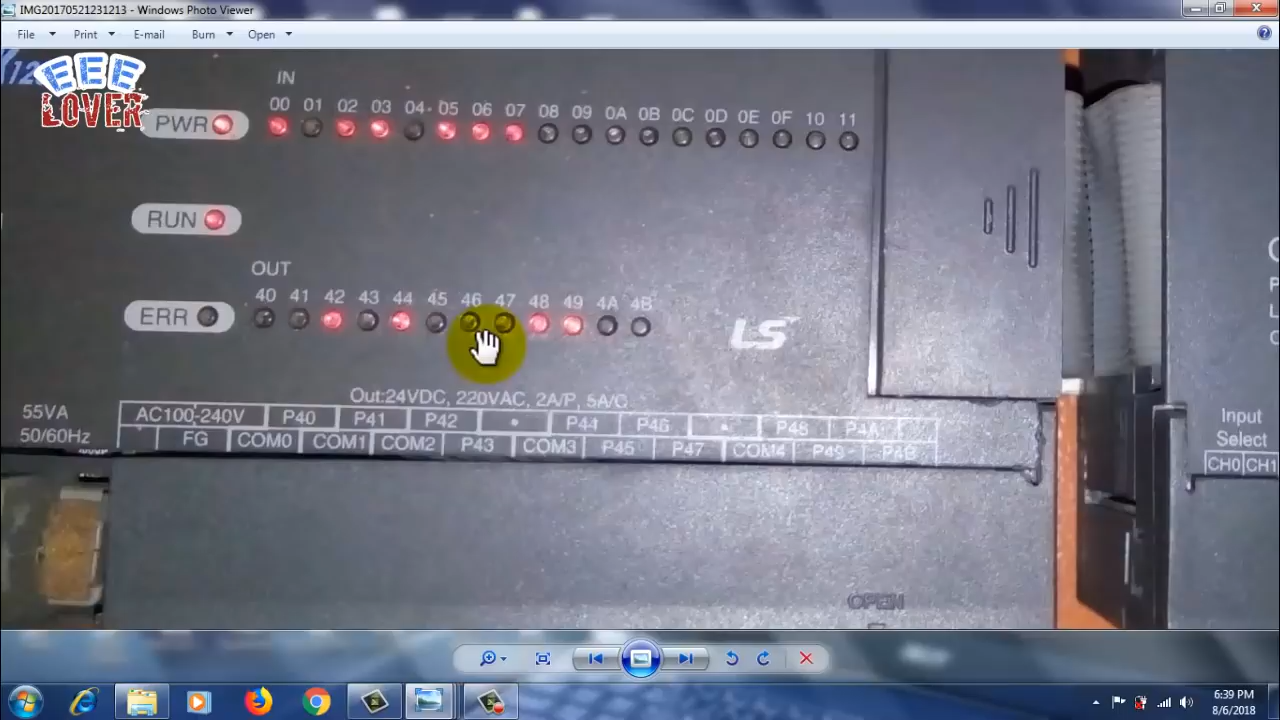 IMG20170521231213 - Windows Photo Viewer
File Print E-mail Burn Open
EEE
LOVER
IN
00 01 02 03 04 05 06 07 08 09 0A 0B 0C 0D 0E 0F 10 11
PWR
RUN
OUT
40 41 42 43 44 45 46 47 48 49 4A 4B
ERR
LS
Out:24VDC, 220VAC, 2A/P, 5A/C
55VA
50/60Hz
AC100-240V P40 P41 P42 P44 P46 P48 P4A
FG COM0 COM1 COM2 P43 COM3 P45 P47 COM4 P49 P4B
Input
Select
CH0 CH1
OPEN
6:39 PM
8/6/2018